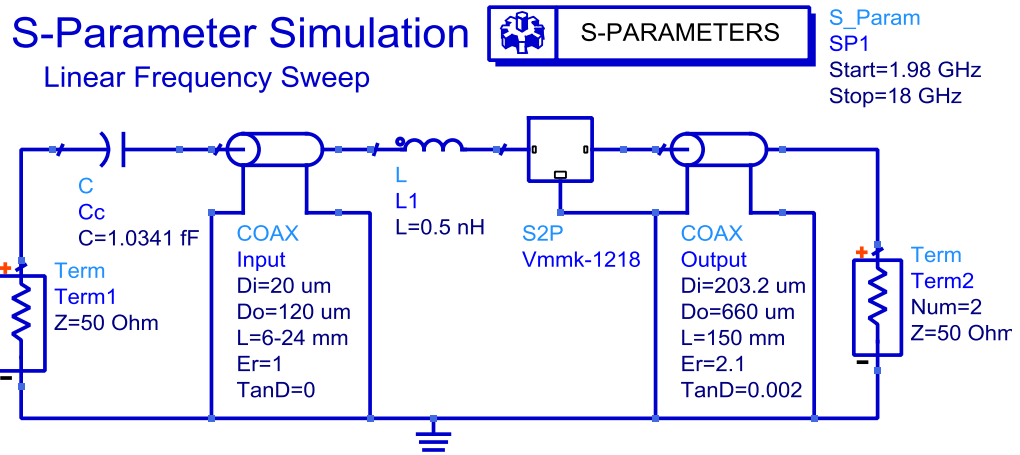 S-Parameter Simulation
Linear Frequency Sweep
S-PARAMETERS
S_Param
SP1
Start=1.98 GHz
Stop=18 GHz
C
Cc
C=1.0341 fF
Term
Term1
Z=50 Ohm
COAX
Input
Di=20 um
Do=120 um
L=6-24 mm
Er=1
TanD=0
L
L1
L=0.5 nH
S2P
Vmmk-1218
COAX
Output
Di=203.2 um
Do=660 um
L=150 mm
Er=2.1
TanD=0.002
Term
Term2
Num=2
Z=50 Ohm